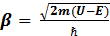 β = √2m(U−E) / ħ